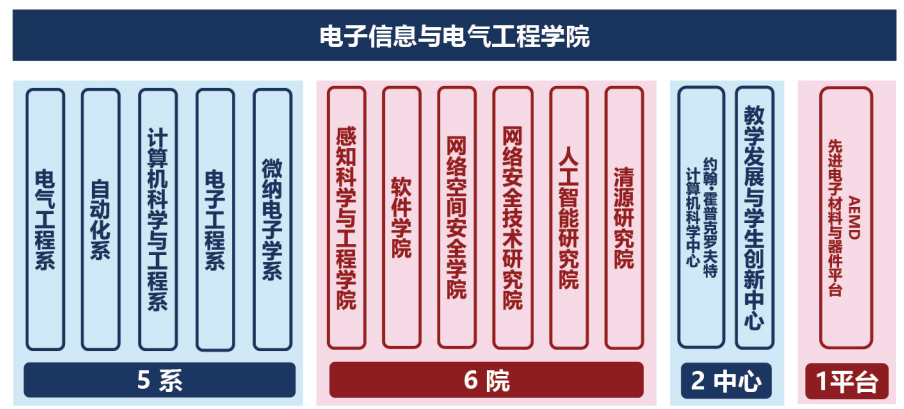 电子信息与电气工程学院
电气工程系
自动化系
计算机科学与工程系
电子工程系
微纳电子学系
5 系
感知科学与工程学院
软件学院
网络空间安全学院
网络安全技术研究院
人工智能研究院
清源研究院
6 院
约翰·霍普克罗夫特
计算机科学中心
教学发展与学生创新中心
2 中心
AEMD
先进电子材料与器件平台
1平台